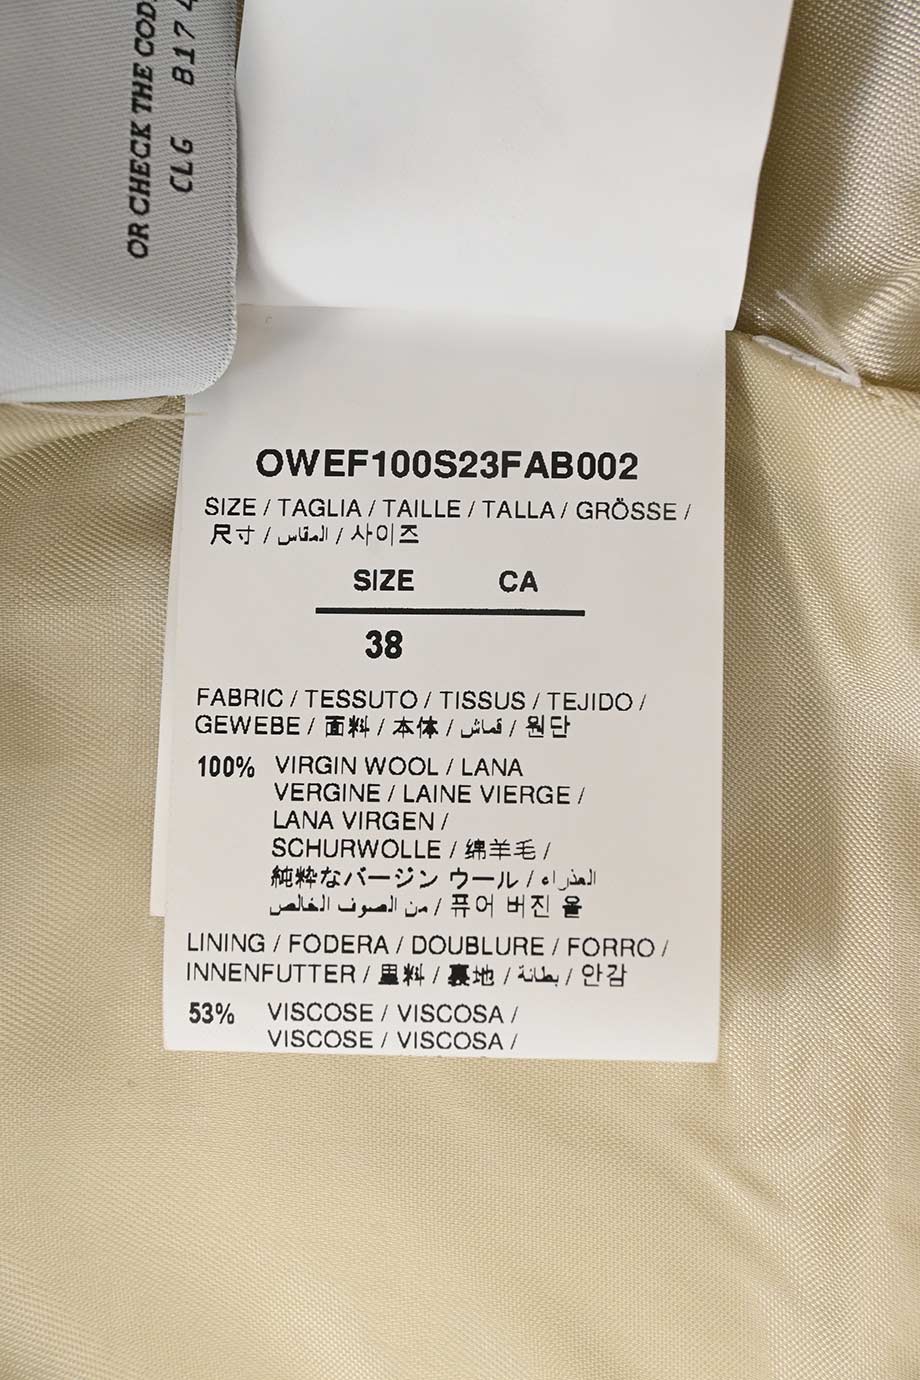 OR CHECK THE COD
CLG B17
OWEF100S23FAB002
SIZE / TAGLIA / TAILLE / TALLA / GRÖSSE /
尺寸 / المقاس / 사이즈
SIZE CA
38
FABRIC / TESSUTO / TISSUS / TEJIDO /
GEWEBE / 面料 / 本体 / قماش / 원단
100% VIRGIN WOOL / LANA
VERGINE / LAINE VIERGE /
LANA VIRGEN /
SCHURWOLLE / 绵羊毛 /
純粋なバージン ウール / العذراء
من الصوف الخالص / 퓨어 버진 울
LINING / FODERA / DOUBLURE / FORRO /
INNENFUTTER / 里料 / 裏地 / بطانة / 안감
53% VISCOSE / VISCOSA /
VISCOSE / VISCOSA /